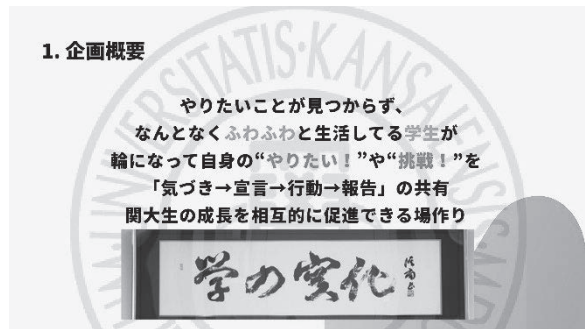 UNIVERSITATIS·KANSAIENSIS·
1. 企画概要
やりたいことが見つからず、
なんとなくふわふわと生活してる学生が
輪になって自身の“やりたい！”や“挑戦！”を
「気づき→宣言→行動→報告」の共有
関大生の成長を相互的に促進できる場作り
学の実化